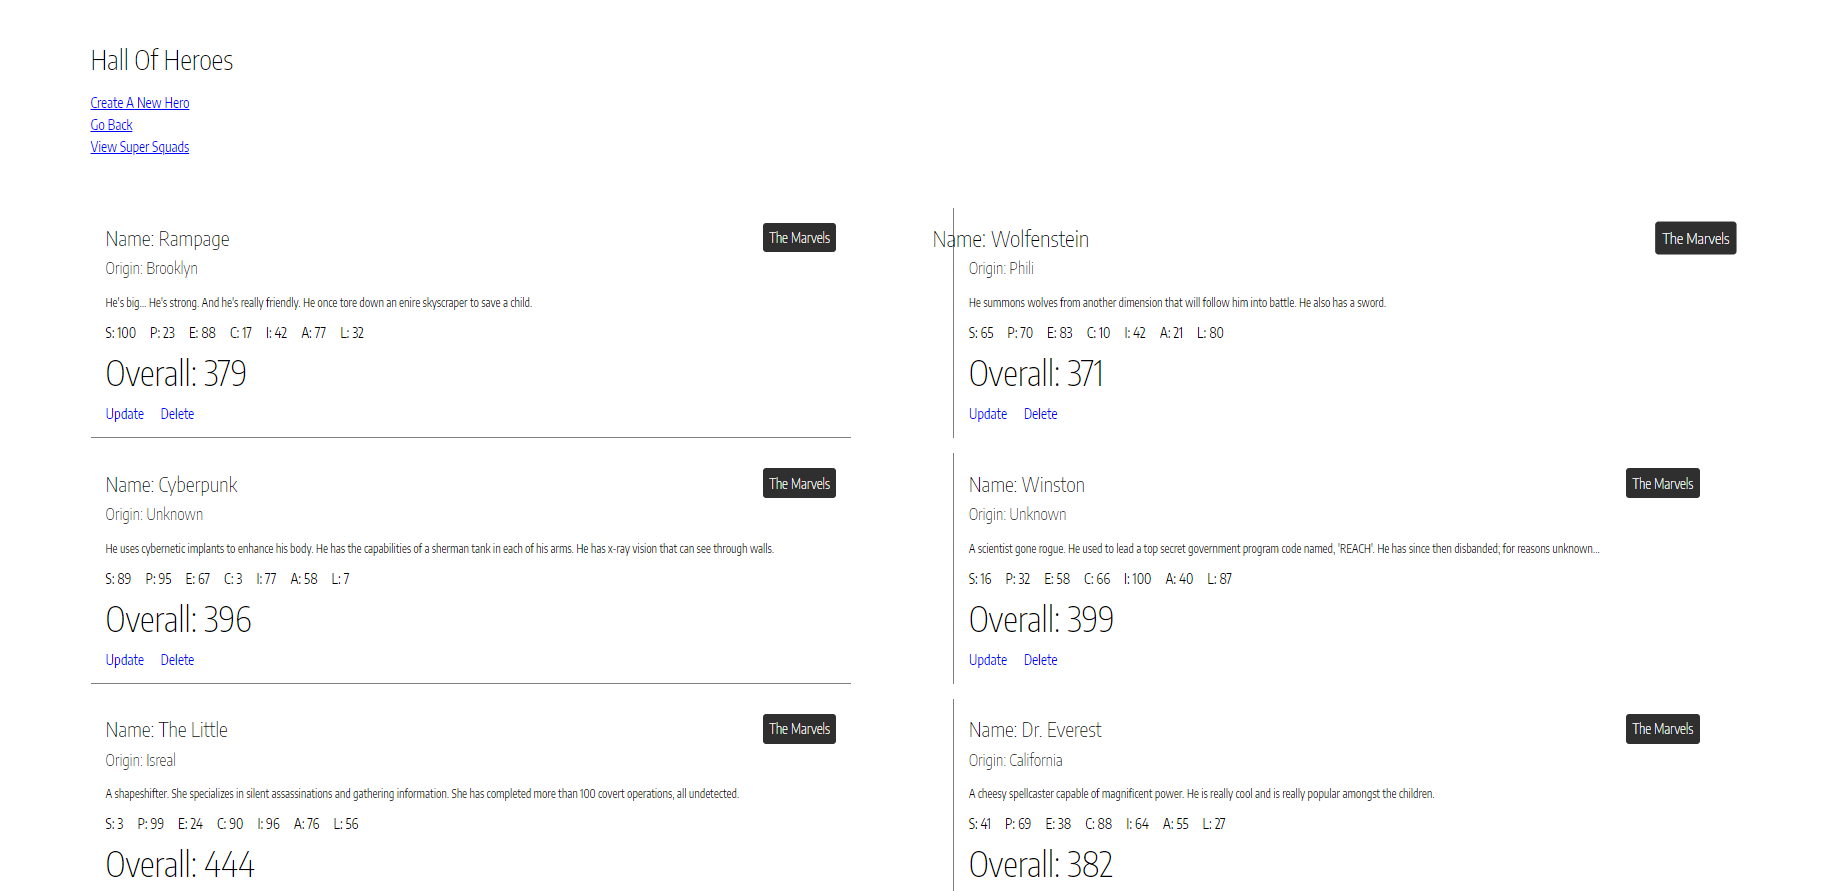 Hall Of Heroes
Create A New Hero
Go Back
View Super Squads
Name: Rampage
The Marvels
Origin: Brooklyn
He's big... He's strong. And he's really friendly. He once tore down an enire skyscraper to save a child.
S: 100 P: 23 E: 88 C: 17 I: 42 A: 77 L: 32
Overall: 379
Update Delete
Name: Wolfenstein
The Marvels
Origin: Phili
He summons wolves from another dimension that will follow him into battle. He also has a sword.
S: 65 P: 70 E: 83 C: 10 I: 42 A: 21 L: 80
Overall: 371
Update Delete
Name: Cyberpunk
The Marvels
Origin: Unknown
He uses cybernetic implants to enhance his body. He has the capabilities of a sherman tank in each of his arms. He has x-ray vision that can see through walls.
S: 89 P: 95 E: 67 C: 3 I: 77 A: 58 L: 7
Overall: 396
Update Delete
Name: Winston
The Marvels
Origin: Unknown
A scientist gone rogue. He used to lead a top secret government program code named, 'REACH'. He has since then disbanded; for reasons unknown...
S: 16 P: 32 E: 58 C: 66 I: 100 A: 40 L: 87
Overall: 399
Update Delete
Name: The Little
The Marvels
Origin: Isreal
A shapeshifter. She specializes in silent assassinations and gathering information. She has completed more than 100 covert operations, all undetected.
S: 3 P: 99 E: 24 C: 90 I: 96 A: 76 L: 56
Overall: 444
Name: Dr. Everest
The Marvels
Origin: California
A cheesy spellcaster capable of magnificent power. He is really cool and is really popular amongst the children.
S: 41 P: 69 E: 38 C: 88 I: 64 A: 55 L: 27
Overall: 382